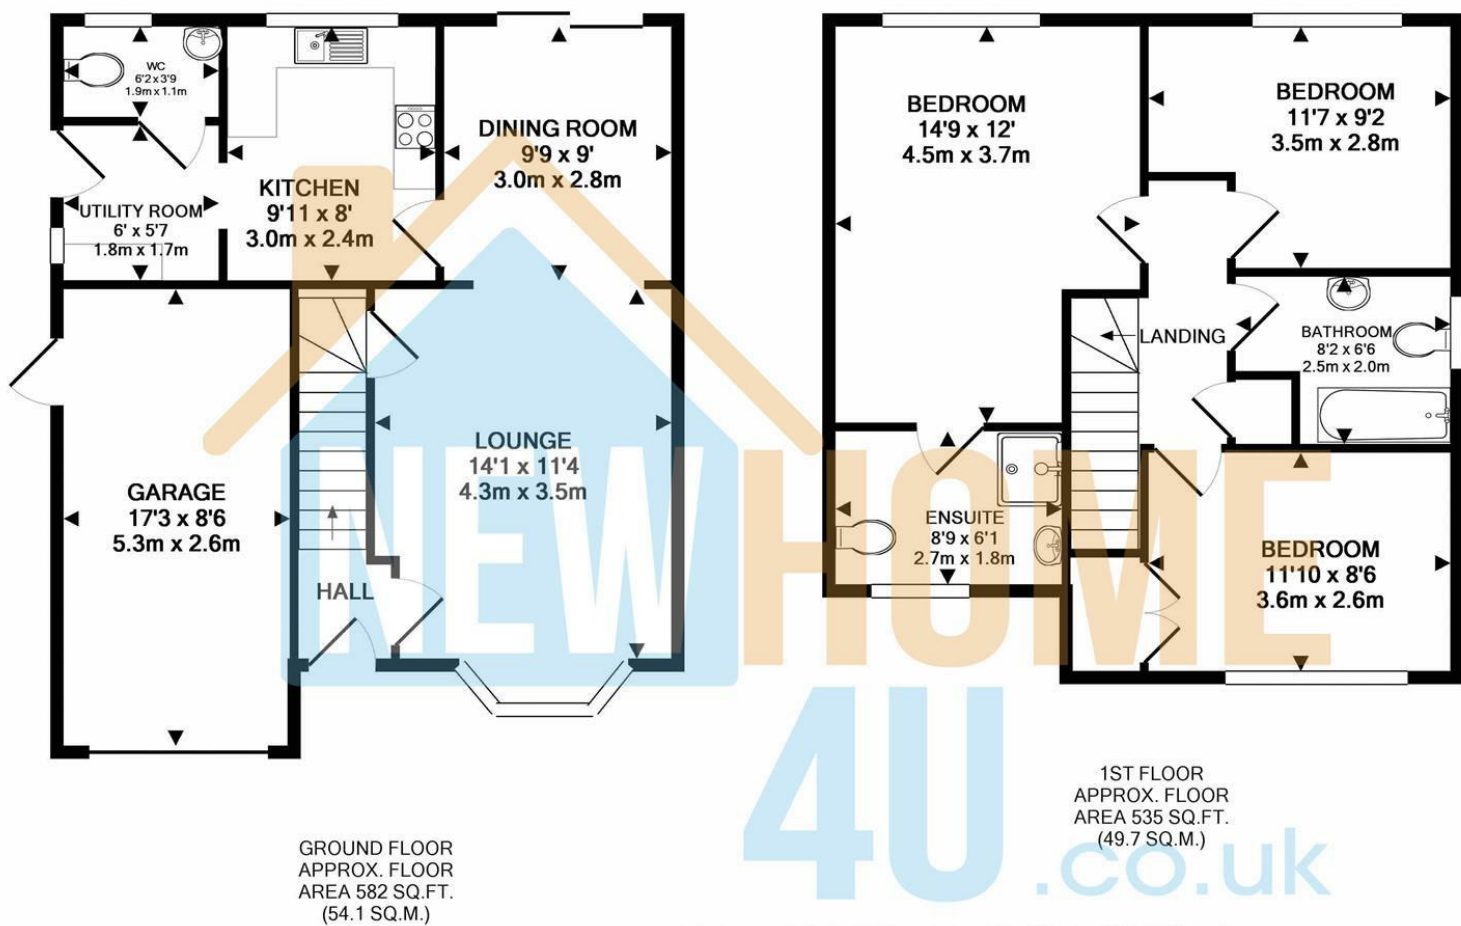 WC
6'2 x 3'9
1.9m x 1.1m
UTILITY ROOM
6' x 5'7
1.8m x 1.7m
KITCHEN
9'11 x 8'
3.0m x 2.4m
DINING ROOM
9'9 x 9'
3.0m x 2.8m
GARAGE
17'3 x 8'6
5.3m x 2.6m
HALL
LOUNGE
14'1 x 11'4
4.3m x 3.5m
GROUND FLOOR
APPROX. FLOOR
AREA 582 SQ.FT.
(54.1 SQ.M.)
BEDROOM
14'9 x 12'
4.5m x 3.7m
BEDROOM
11'7 x 9'2
3.5m x 2.8m
LANDING
BATHROOM
8'2 x 6'6
2.5m x 2.0m
ENSUITE
8'9 x 6'1
2.7m x 1.8m
BEDROOM
11'10 x 8'6
3.6m x 2.6m
1ST FLOOR
APPROX. FLOOR
AREA 535 SQ.FT.
(49.7 SQ.M.)
NEWHOME
4U.co.uk